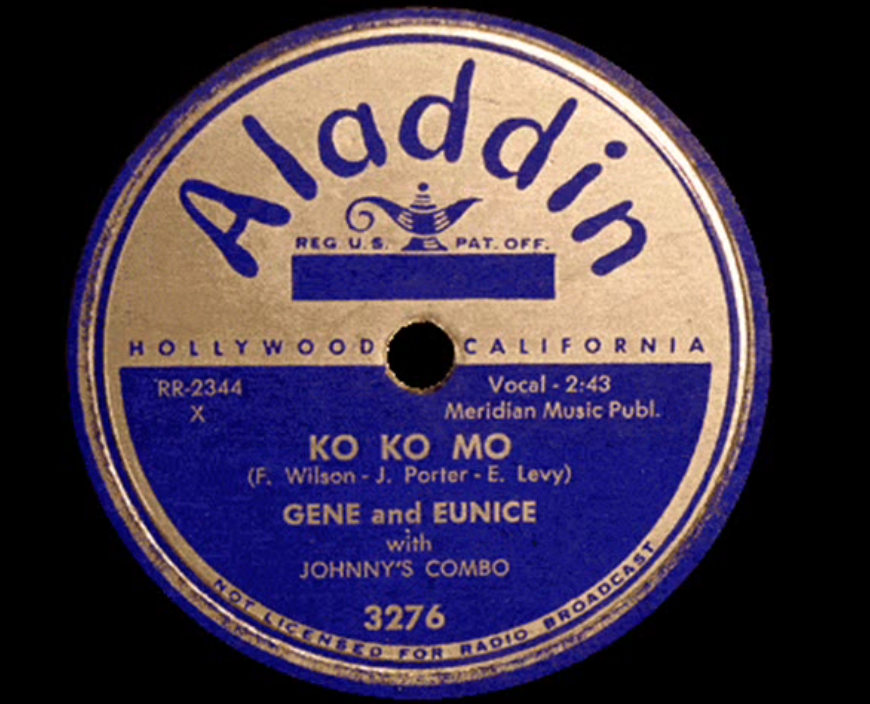 Aladdin
REG U.S. PAT. OFF.
HOLLYWOOD CALIFORNIA
RR-2344 Vocal - 2:43
X Meridian Music Publ.
KO KO MO
(F. Wilson - J. Porter - E. Levy)
GENE and EUNICE
with
JOHNNY'S COMBO
3276
NOT LICENSED FOR RADIO BROADCAST